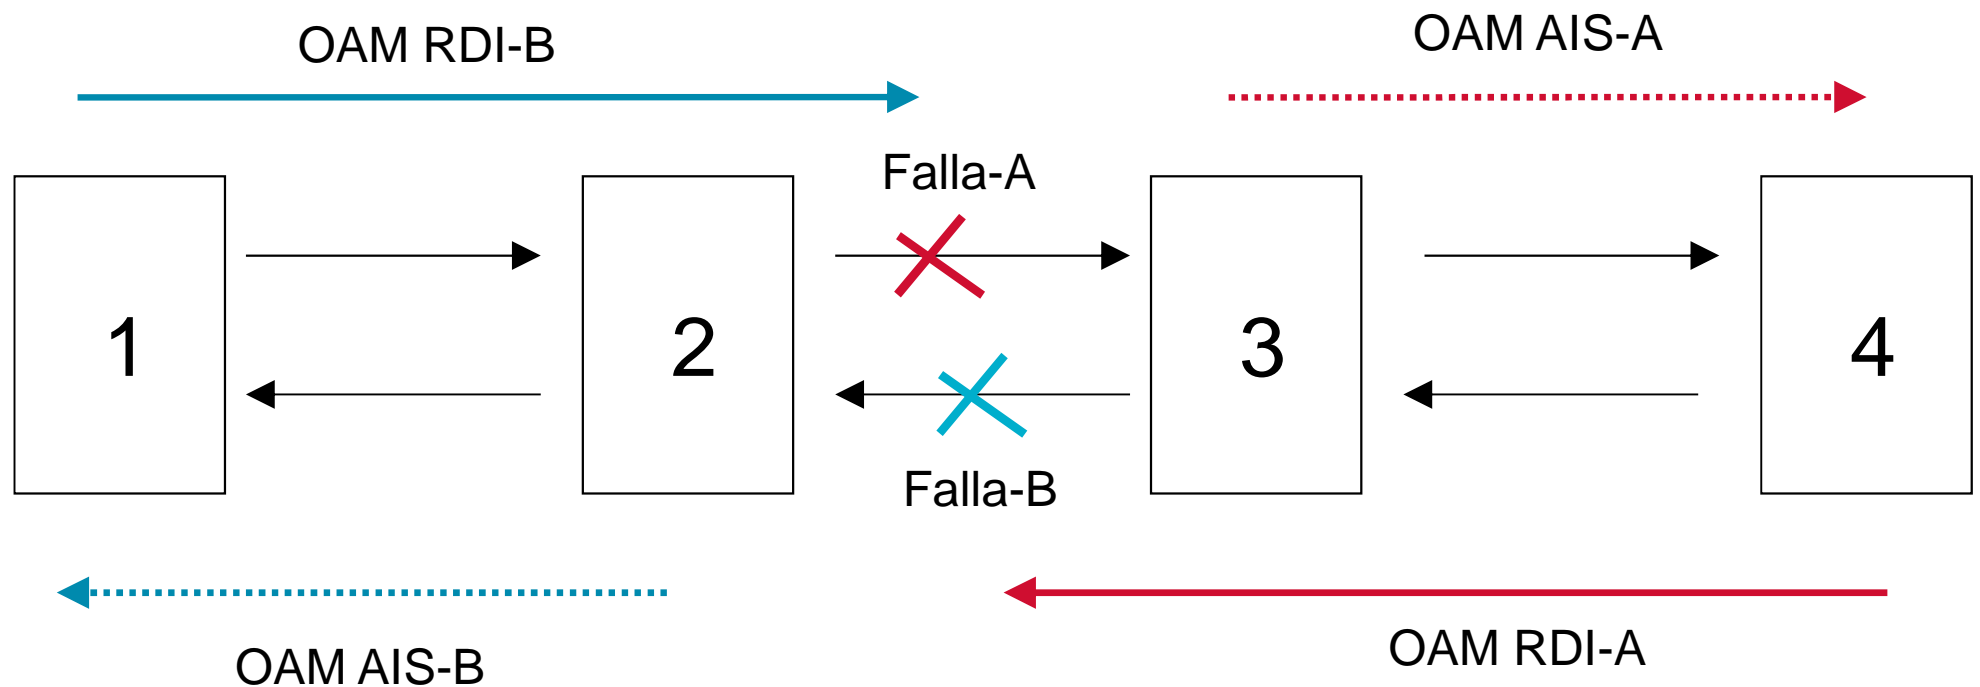 OAM RDI-B
OAM AIS-A
Falla-A
1
2
3
4
Falla-B
OAM AIS-B
OAM RDI-A